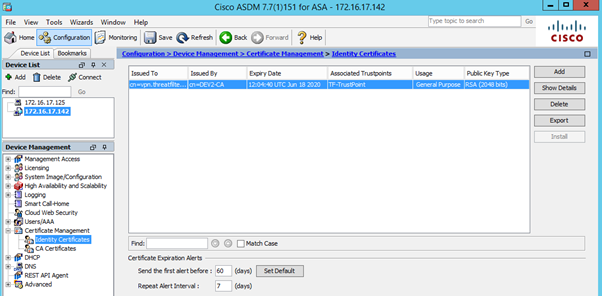 Cisco ASDM 7.7(1)151 for ASA - 172.16.17.142
File View Tools Wizards Window Help
Type topic to search Go
Home Configuration Monitoring Save Refresh Back Forward Help
CISCO
Device List Bookmarks
Device List
Add Delete Connect
Find: Go
172.16.17.125
172.16.17.142
Device Management
Management Access
Licensing
System Image/Configuration
High Availability and Scalability
Logging
Smart Call-Home
Cloud Web Security
Users/AAA
Certificate Management
Identity Certificates
CA Certificates
DHCP
DNS
REST API Agent
Advanced
Configuration > Device Management > Certificate Management > Identity Certificates
Issued To Issued By Expiry Date Associated Trustpoints Usage Public Key Type
cn=vpn.threatfilte... cn=DEV2-CA 12:04:40 UTC Jun 18 2020 TF-TrustPoint General Purpose RSA (2048 bits)
Add
Show Details
Delete
Export
Install
Find: Match Case
Certificate Expiration Alerts
Send the first alert before : 60 (days) Set Default
Repeat Alert Interval : 7 (days)